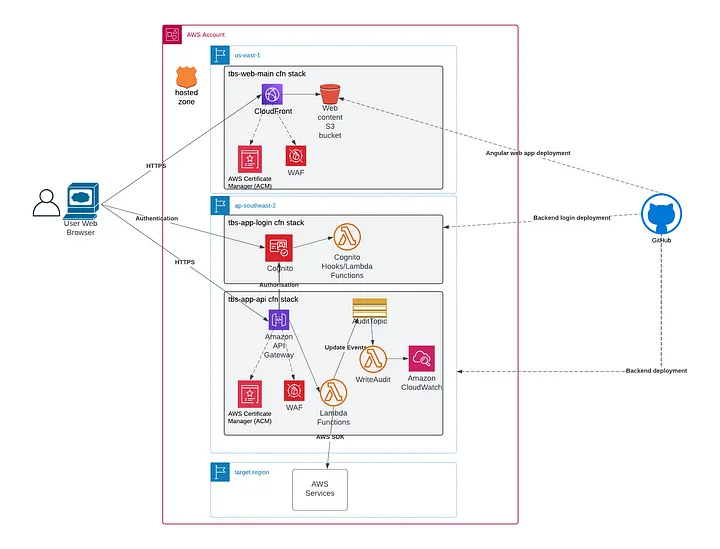 AWS Account
us-east-1
hosted
zone
tbs-web-main cfn stack
CloudFront
Web
content
S3
bucket
AWS Certificate
Manager (ACM)
WAF
Angular web app deployment
HTTPS
User Web
Browser
Authentication
HTTPS
ap-southeast-2
tbs-app-login cfn stack
Cognito
Cognito
Hooks/Lambda
Functions
Backend login deployment
GitHub
Authorisation
tbs-app-api cfn stack
Amazon
API
Gateway
AuditTopic
Update Events
WriteAudit
Amazon
CloudWatch
AWS Certificate
Manager (ACM)
WAF
Lambda
Functions
Backend deployment
AWS SDK
target region
AWS
Services